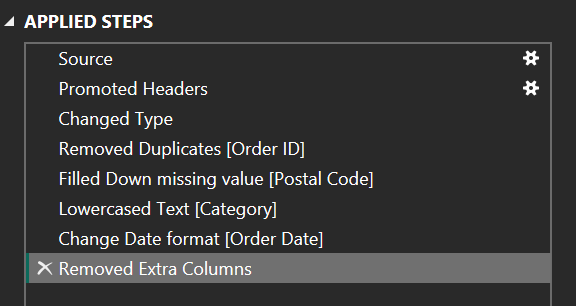 APPLIED STEPS
Source
Promoted Headers
Changed Type
Removed Duplicates [Order ID]
Filled Down missing value [Postal Code]
Lowercased Text [Category]
Change Date format [Order Date]
Removed Extra Columns